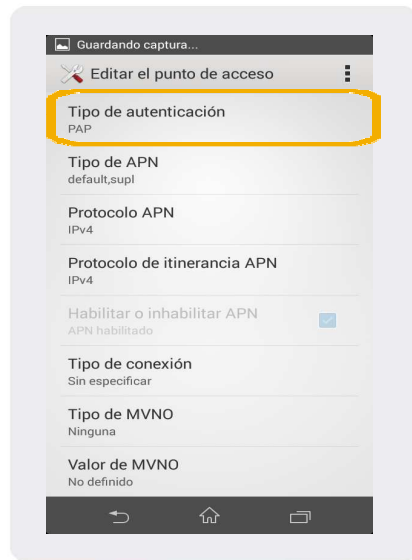 Guardando captura...
Editar el punto de acceso
Tipo de autenticación
PAP
Tipo de APN
default,supl
Protocolo APN
IPv4
Protocolo de itinerancia APN
IPv4
Habilitar o inhabilitar APN
APN habilitado
Tipo de conexión
Sin especificar
Tipo de MVNO
Ninguna
Valor de MVNO
No definido